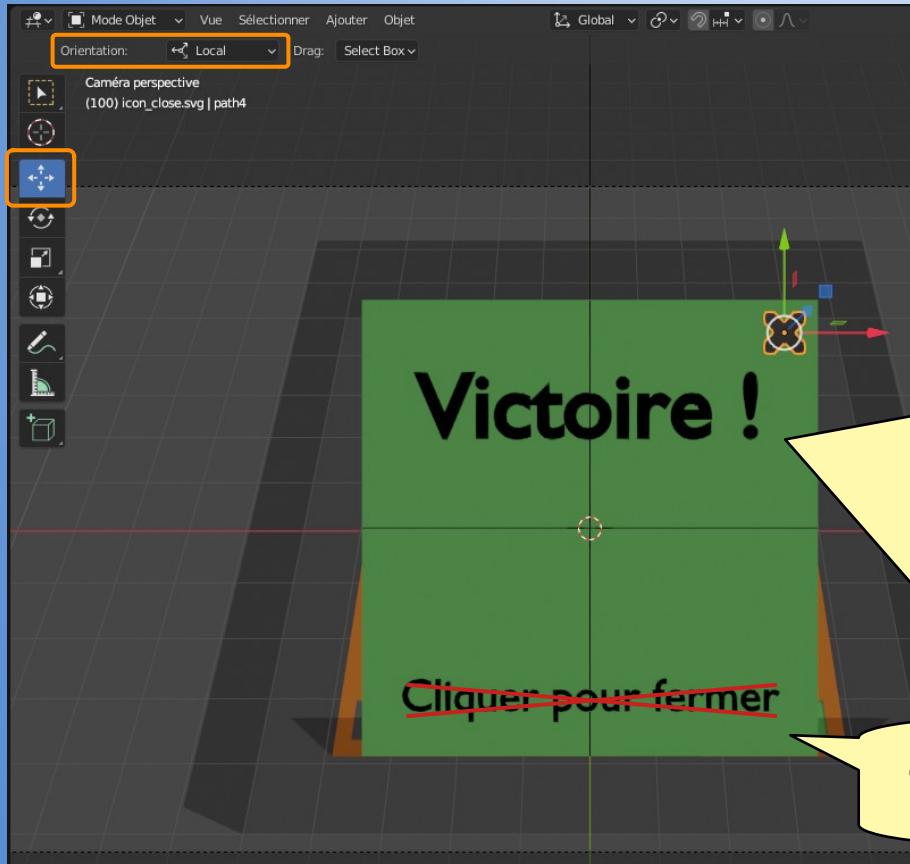 Mode Objet Vue Sélectionner Ajouter Objet Global
Orientation: Local Drag: Select Box
Caméra perspective
(100) icon_close.svg | path4
Victoire !
Cliquer pour fermer